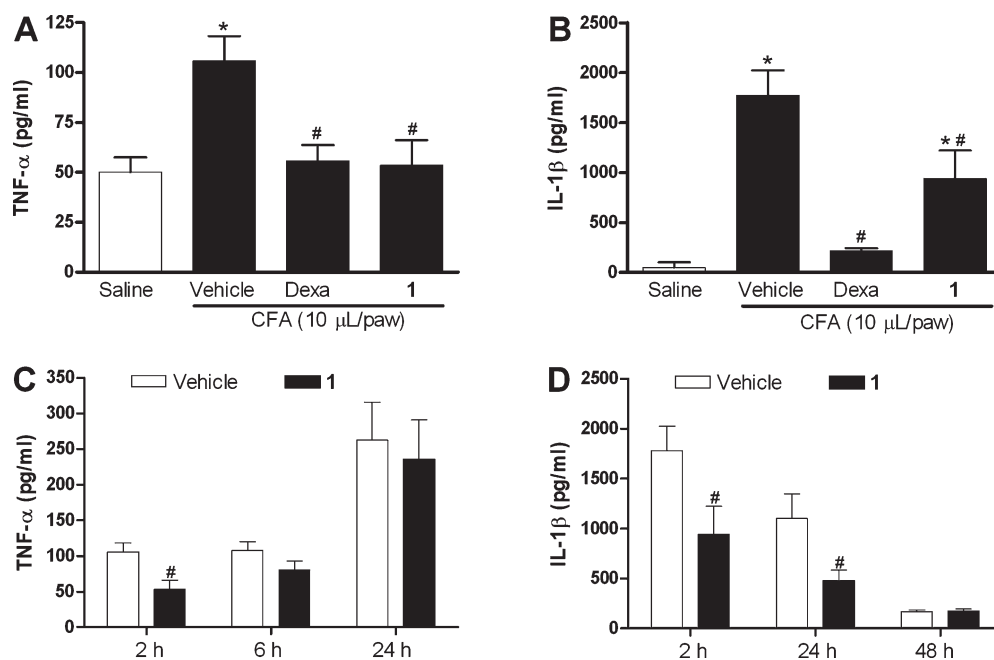 A
TNF-α (pg/ml)
125
100
75
50
25
0
*
#
#
Saline Vehicle Dexa 1
CFA (10 μL/paw)
B
IL-1β (pg/ml)
2500
2000
1500
1000
500
0
*
#
* #
Saline Vehicle Dexa 1
CFA (10 μL/paw)
C
Vehicle 1
TNF-α (pg/ml)
350
300
250
200
150
100
50
0
#
2 h 6 h 24 h
D
Vehicle 1
IL-1β (pg/ml)
2500
2000
1500
1000
500
0
#
#
2 h 24 h 48 h